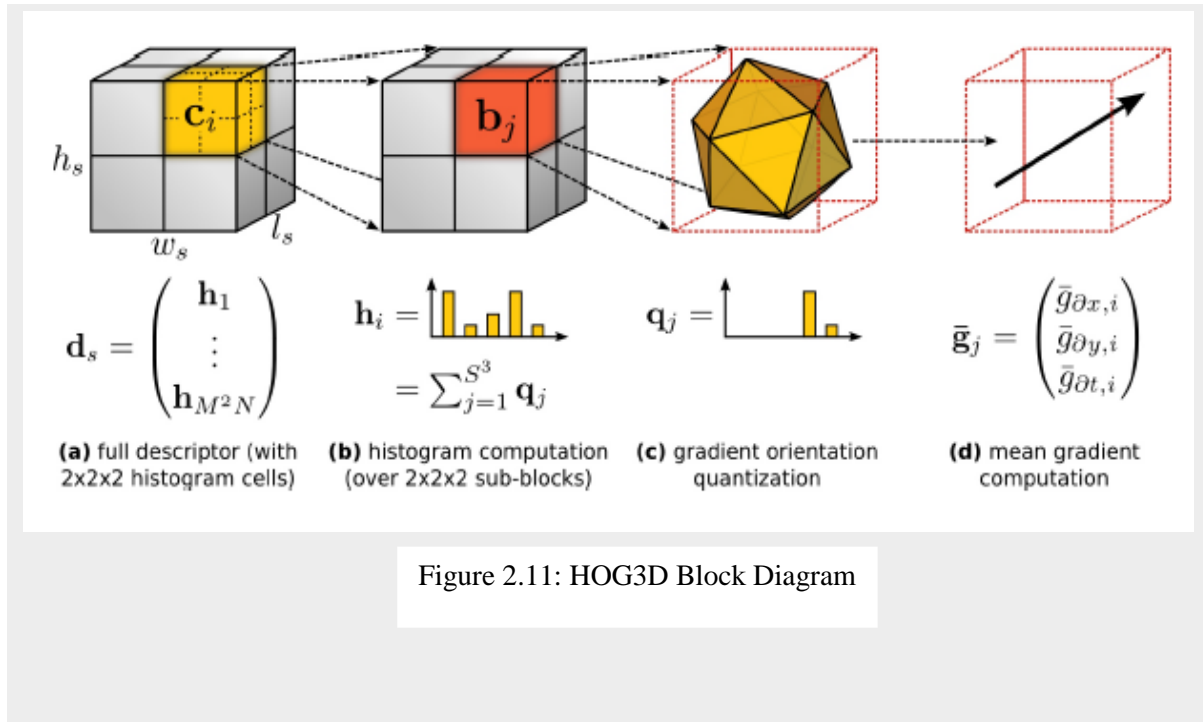 c_i
b_j
h_s
w_s
l_s
d_s = ( h_1 ⋮ h_{M^2 N} )
h_i =
= ∑_{j=1}^{S^3} q_j
q_j =
ḡ_j = ( ḡ_{∂x,i} ḡ_{∂y,i} ḡ_{∂t,i} )
(a) full descriptor (with
2x2x2 histogram cells)
(b) histogram computation
(over 2x2x2 sub-blocks)
(c) gradient orientation
quantization
(d) mean gradient
computation
Figure 2.11: HOG3D Block Diagram